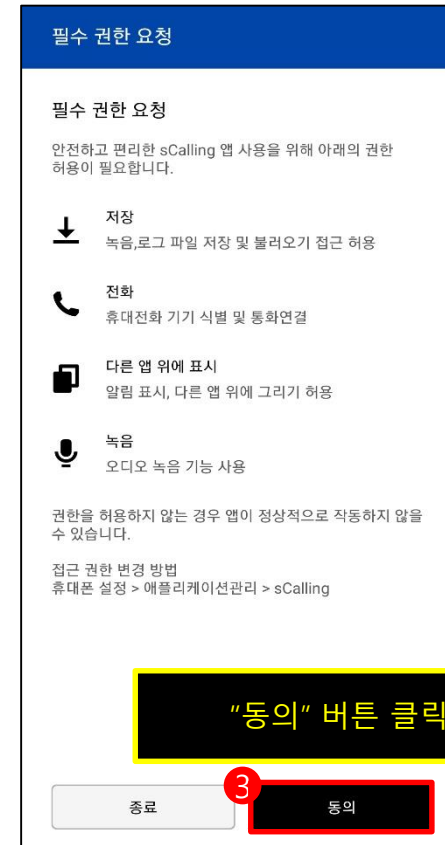 필수 권한 요청
필수 권한 요청
안전하고 편리한 sCalling 앱 사용을 위해 아래의 권한
허용이 필요합니다.
저장
녹음,로그 파일 저장 및 불러오기 접근 허용
전화
휴대전화 기기 식별 및 통화연결
다른 앱 위에 표시
알림 표시, 다른 앱 위에 그리기 허용
녹음
오디오 녹음 기능 사용
권한을 허용하지 않는 경우 앱이 정상적으로 작동하지 않을
수 있습니다.
접근 권한 변경 방법
휴대폰 설정 > 애플리케이션관리 > sCalling
"동의" 버튼 클릭
3
종료
동의